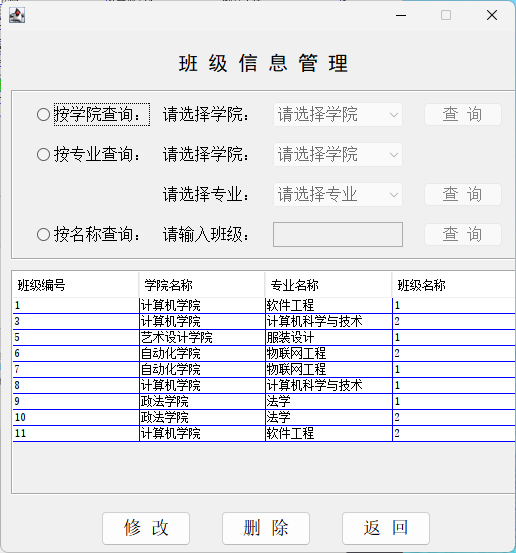 班 级 信 息 管 理
按学院查询： 请选择学院： 请选择学院 查 询
按专业查询： 请选择学院： 请选择学院
请选择专业： 请选择专业 查 询
按名称查询： 请输入班级： 查 询
班级编号 学院名称 专业名称 班级名称
1 计算机学院 软件工程 1
3 计算机学院 计算机科学与技术 2
5 艺术设计学院 服装设计 1
6 自动化学院 物联网工程 2
7 自动化学院 物联网工程 1
8 计算机学院 计算机科学与技术 1
9 政法学院 法学 1
10 政法学院 法学 2
11 计算机学院 软件工程 2
修 改 删 除 返 回